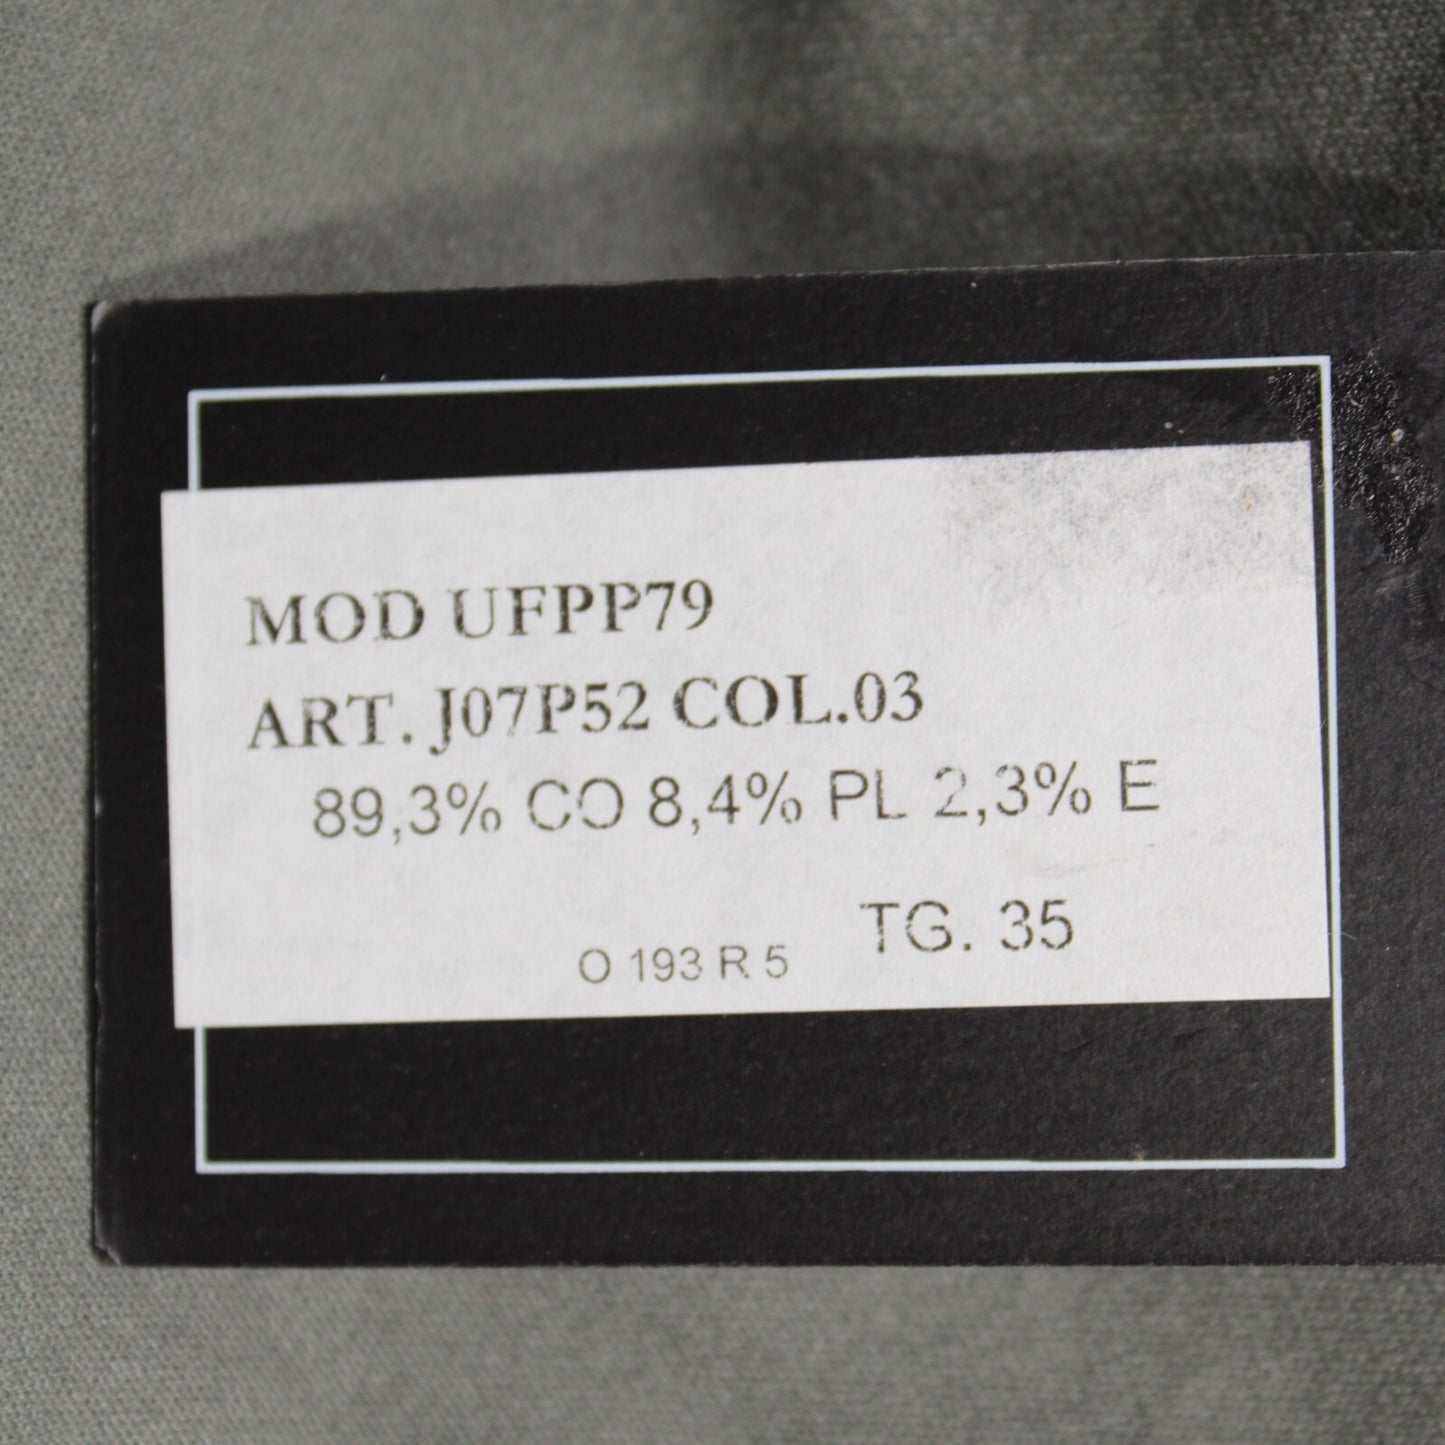 MOD UFPP79
ART. J07P52 COL.03
89,3% CO 8,4% PL 2,3% E
TG. 35
O 193 R 5